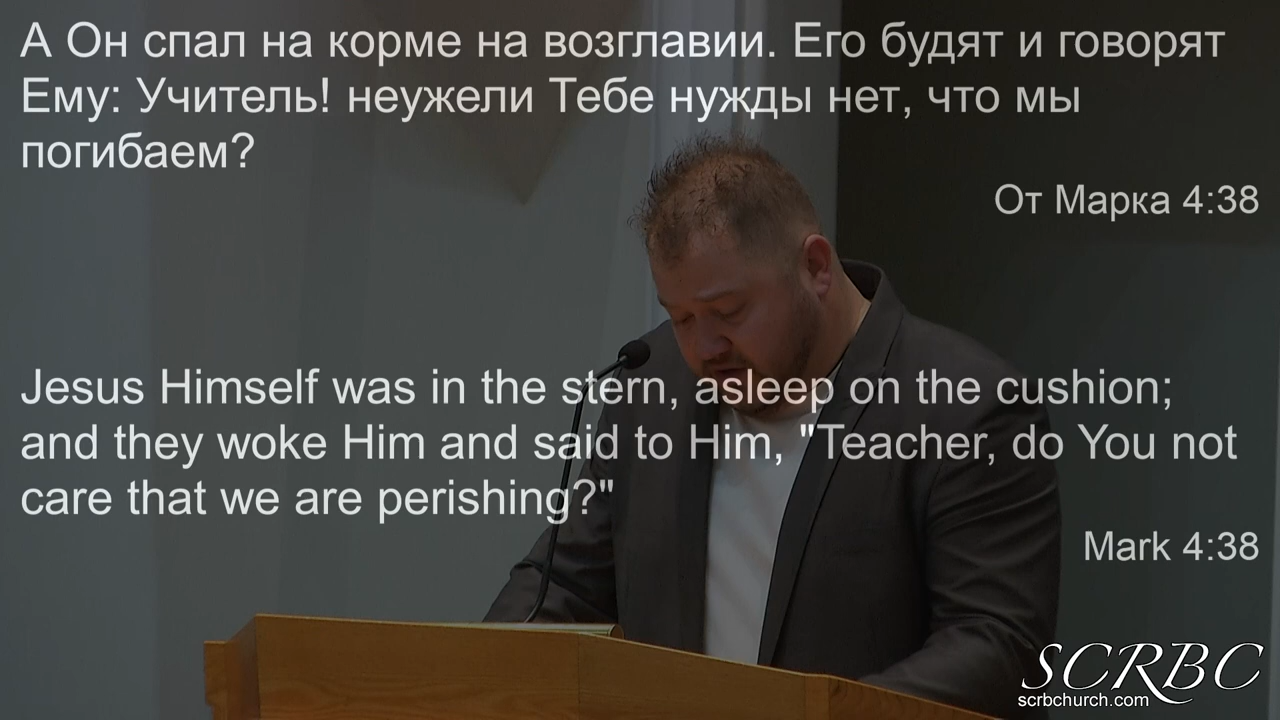 А Он спал на корме на возглавии. Его будят и говорят
Ему: Учитель! неужели Тебе нужды нет, что мы
погибаем?
От Марка 4:38
Jesus Himself was in the stern, asleep on the cushion;
and they woke Him and said to Him, "Teacher, do You not
care that we are perishing?"
Mark 4:38
SCRBC
scrbchurch.com